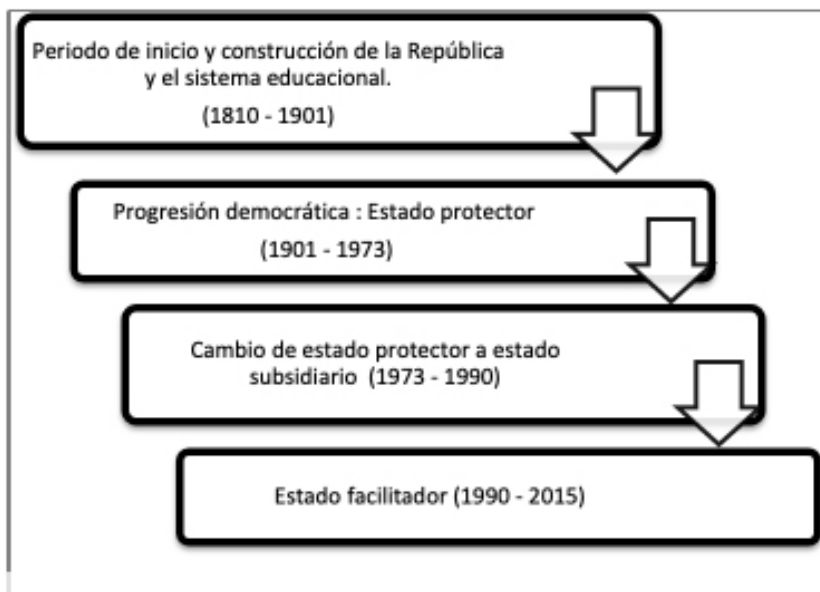 Periodo de inicio y construcción de la República
y el sistema educacional.
(1810 - 1901)
Progresión democrática : Estado protector
(1901 - 1973)
Cambio de estado protector a estado
subsidiario (1973 - 1990)
Estado facilitador (1990 - 2015)